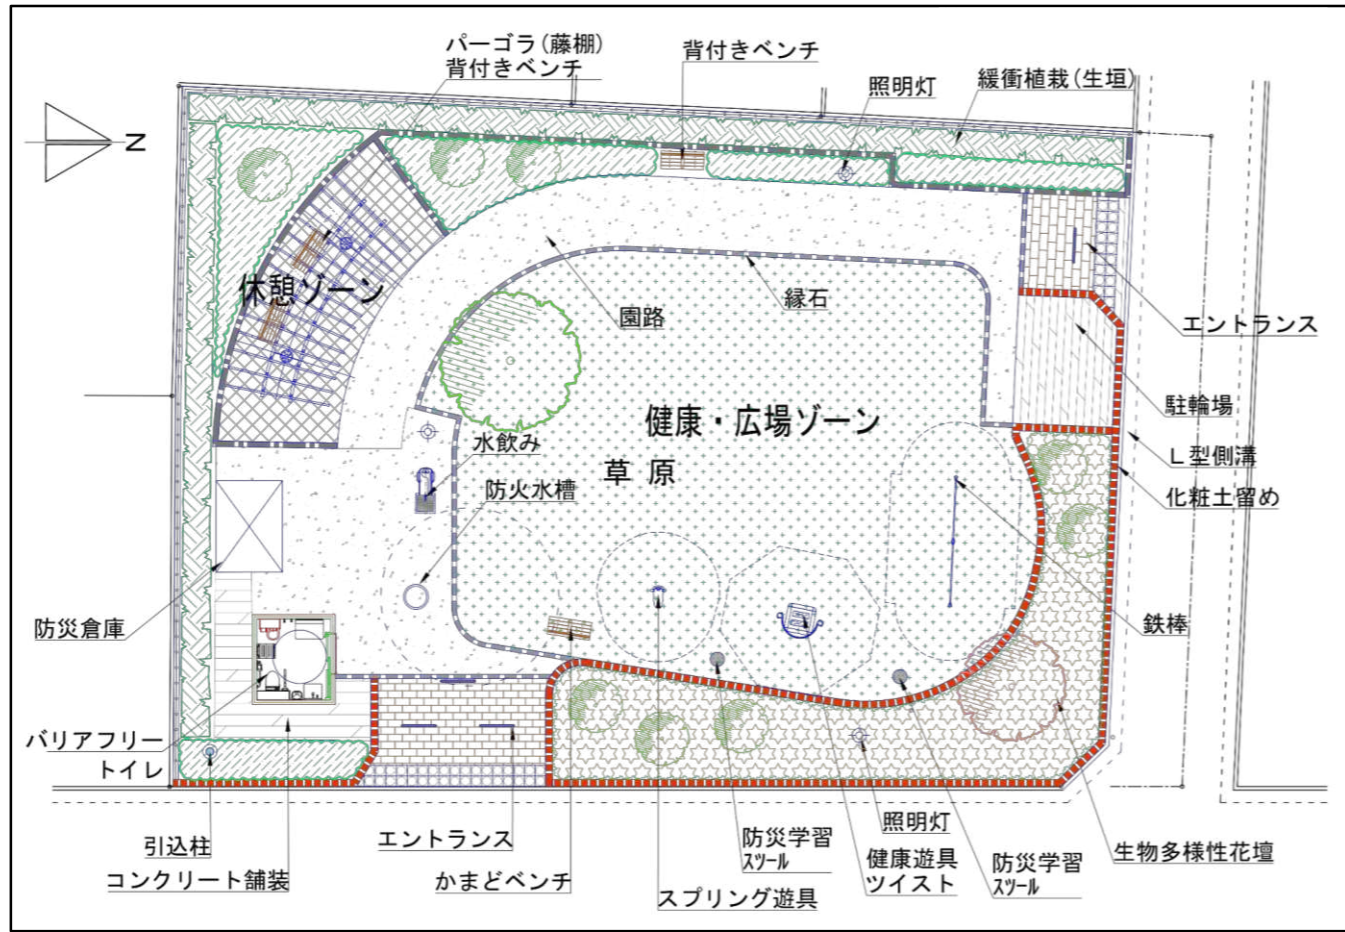 パーゴラ(藤棚)
背付きベンチ
背付きベンチ
照明灯
緩衝植栽(生垣)
N
休憩ゾーン
園路
縁石
エントランス
健康・広場ゾーン
草原
駐輪場
水飲み
L型側溝
防火水槽
化粧土留め
防災倉庫
鉄棒
バリアフリー
トイレ
引込柱
コンクリート舗装
エントランス
かまどベンチ
防災学習
スツール
スプリング遊具
照明灯
健康遊具
ツイスト
防災学習
スツール
生物多様性花壇